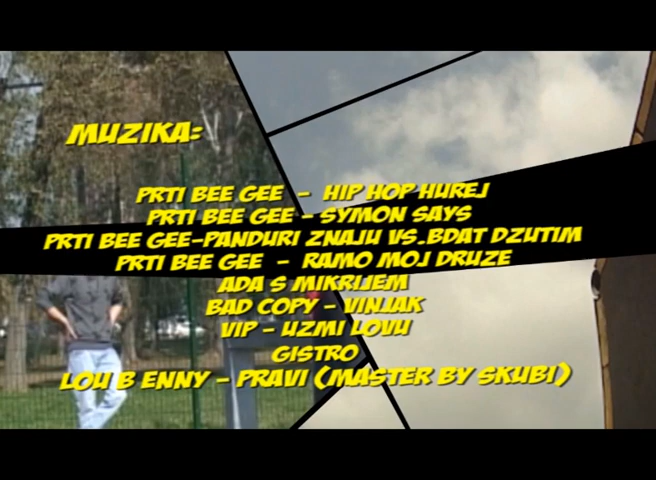 MUZIKA:
PRTI BEE GEE - HIP HOP HUREJ
PRTI BEE GEE - SYMON SAYS
PRTI BEE GEE-PANDURI ZNAJU VS.BDAT DZUTIM
PRTI BEE GEE - RAMO MOJ DRUZE
ADA S MIKRIJEM
BAD COPY - VINJAK
VIP - UZMI LOVU
GISTRO
LOU B ENNY - PRAVI (MASTER BY SKUBI)